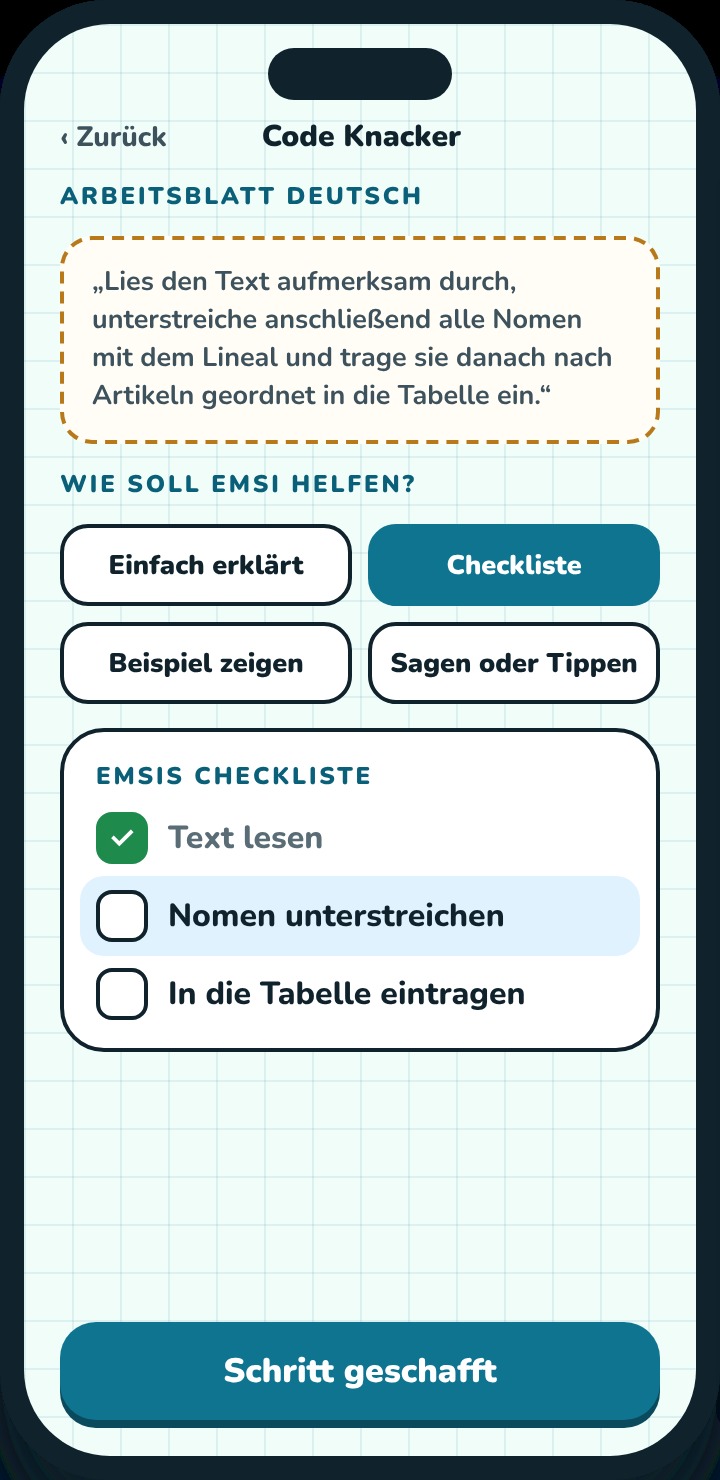 ‹ Zurück
Code Knacker
ARBEITSBLATT DEUTSCH
„Lies den Text aufmerksam durch,
unterstreiche anschließend alle Nomen
mit dem Lineal und trage sie danach nach
Artikeln geordnet in die Tabelle ein.“
WIE SOLL EMSI HELFEN?
Einfach erklärt
Checkliste
Beispiel zeigen
Sagen oder Tippen
EMSIS CHECKLISTE
Text lesen
Nomen unterstreichen
In die Tabelle eintragen
Schritt geschafft